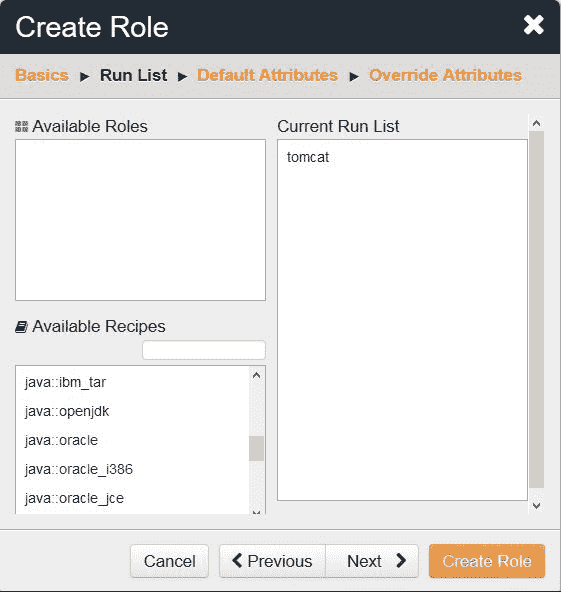 Create Role
Basics ▶ Run List ▶ Default Attributes ▶ Override Attributes
Available Roles
Current Run List
tomcat
Available Recipes
java::ibm_tar
java::openjdk
java::oracle
java::oracle_i386
java::oracle_jce
Cancel
Previous
Next
Create Role